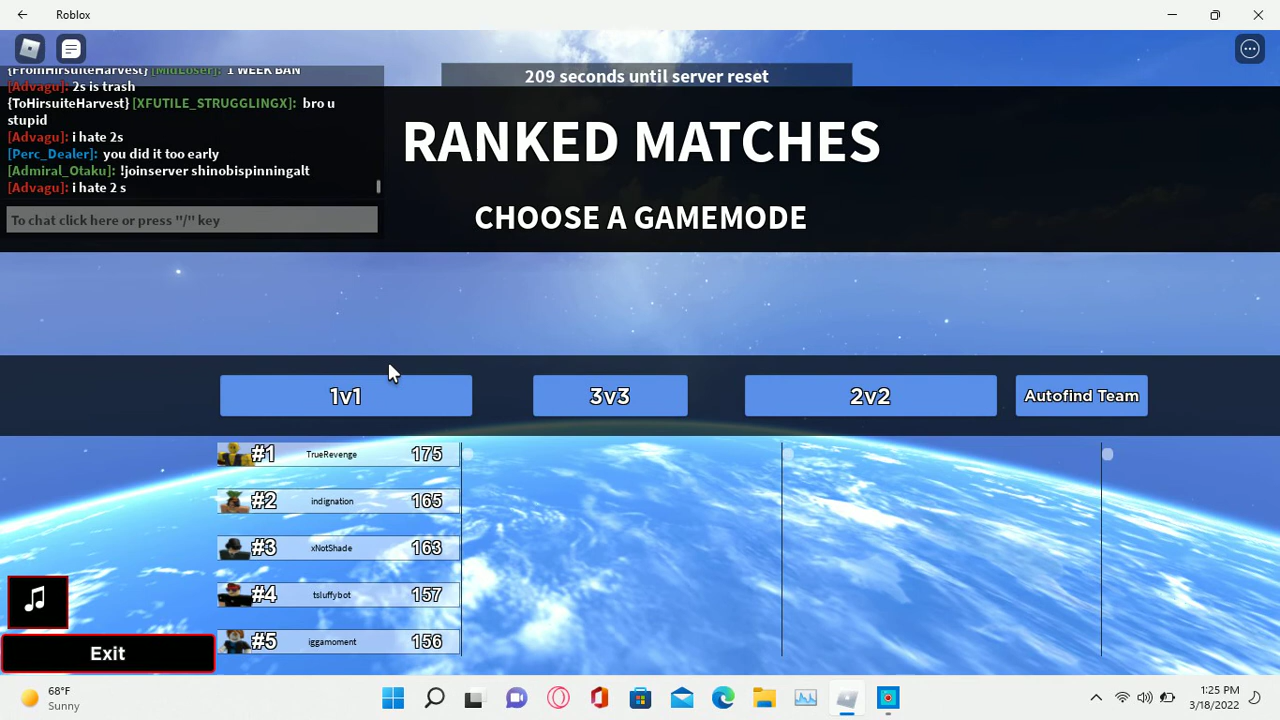 Roblox
209 seconds until server reset
{FromHirsuiteHarvest} [MidLoser]: 1 WEEK BAN
[Advagu]: 2s is trash
{ToHirsuiteHarvest} [XFUTILE_STRUGGLINGX]: bro u
stupid
[Advagu]: i hate 2s
[Perc_Dealer]: you did it too early
[Admiral_Otaku]: !joinserver shinobispinningalt
[Advagu]: i hate 2 s
To chat click here or press "/" key
RANKED MATCHES
CHOOSE A GAMEMODE
1v1 3v3 2v2 Autofind Team
#1 TrueRevenge 175
#2 indignation 165
#3 xNotShade 163
#4 tsluffybot 157
#5 iggamoment 156
Exit
68°F
Sunny
1:25 PM
3/18/2022